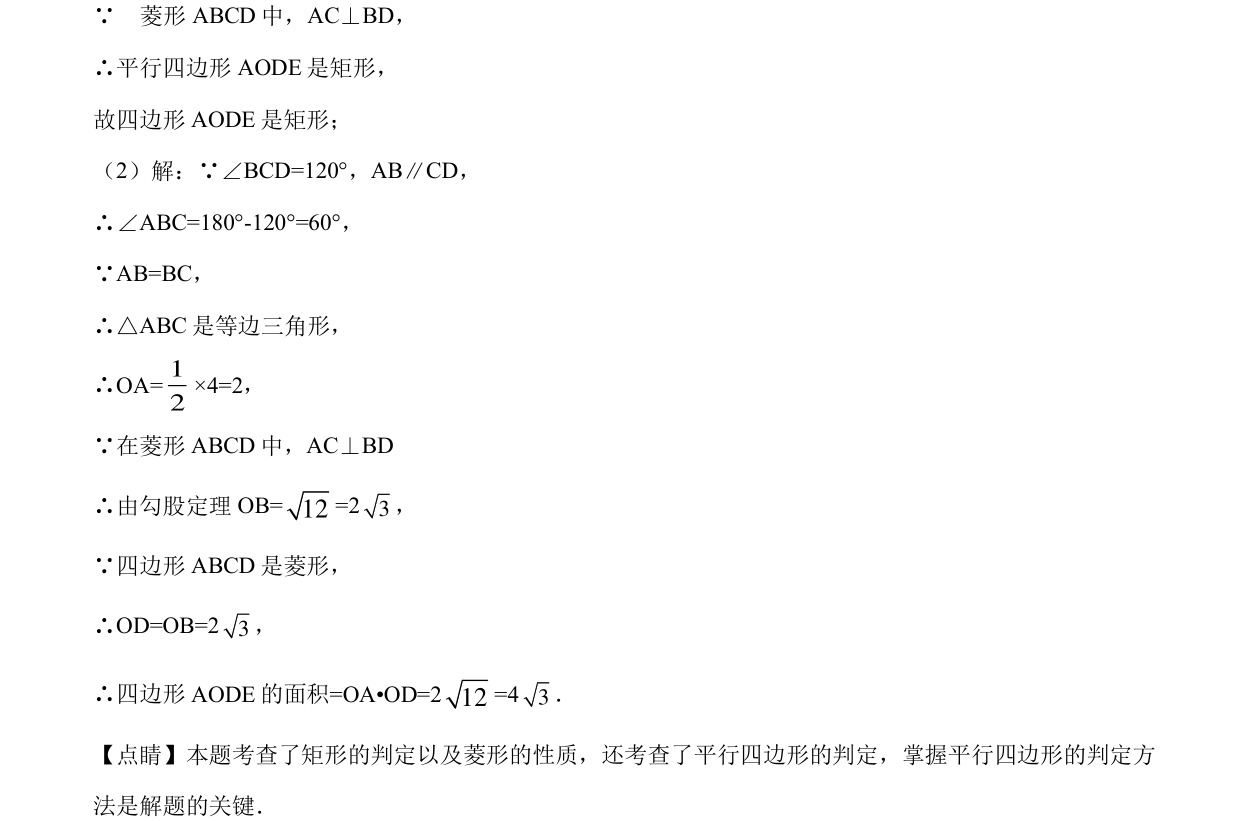 ∵ 菱形 ABCD 中，AC⊥BD，
∴平行四边形 AODE 是矩形，
故四边形 AODE 是矩形；
（2）解：∵∠BCD=120°，AB∥CD，
∴∠ABC=180°-120°=60°，
∵AB=BC，
∴△ABC 是等边三角形，
∴OA=1/2 ×4=2，
∵在菱形 ABCD 中，AC⊥BD
∴由勾股定理 OB=√12 =2√3，
∵四边形 ABCD 是菱形，
∴OD=OB=2√3，
∴四边形 AODE 的面积=OA•OD=2√12 =4√3．
【点睛】本题考查了矩形的判定以及菱形的性质，还考查了平行四边形的判定，掌握平行四边形的判定方
法是解题的关键．